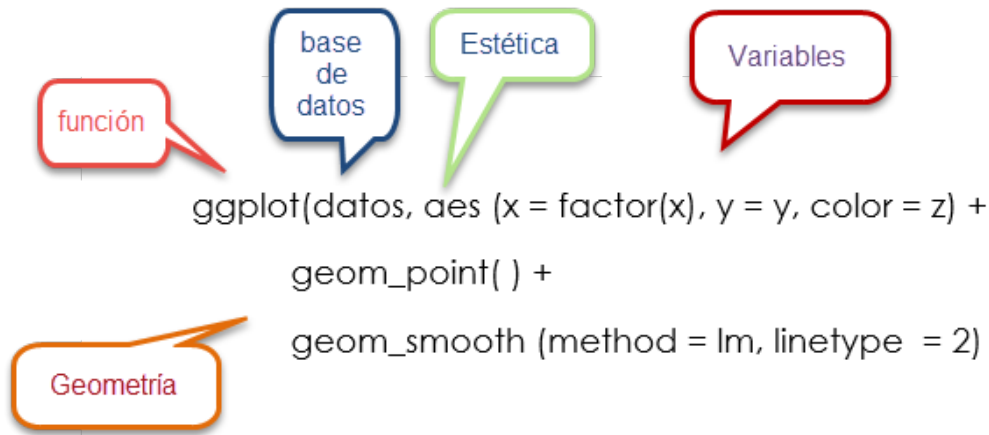 base
de
datos
Estética
Variables
función
ggplot(datos, aes (x = factor(x), y = y, color = z) +
geom_point( ) +
geom_smooth (method = lm, linetype = 2)
Geometría